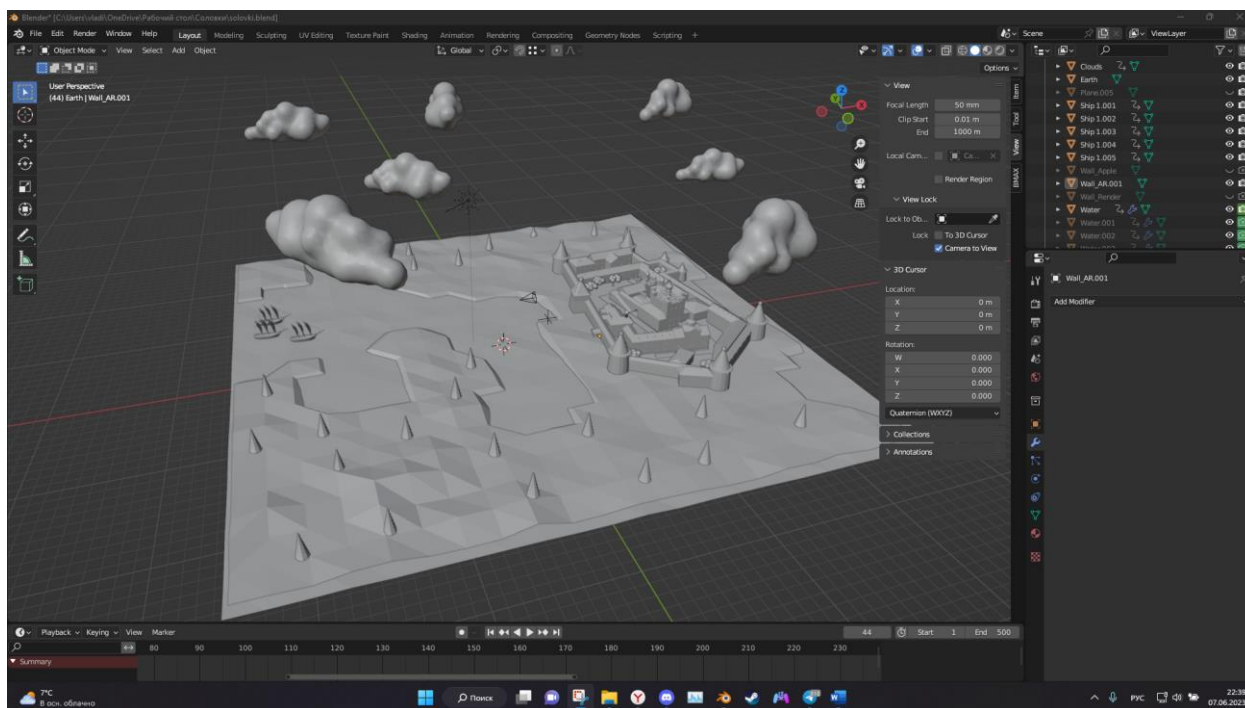 Blender* [C:\Users\vladi\OneDrive\Рабочий стол\Соловки\solovki.blend]
File Edit Render Window Help Layout Modeling Sculpting UV Editing Texture Paint Shading Animation Rendering Compositing Geometry Nodes Scripting + Scene ViewLayer
Object Mode View Select Add Object Global
Options
User Perspective
(44) Earth | Wall_AR.001
View
Focal Length 50 mm
Clip Start 0.01 m
End 1000 m
Local Cam... Ca...
Render Region
View Lock
Lock to Ob...
Lock To 3D Cursor
Camera to View
3D Cursor
Location:
X 0 m
Y 0 m
Z 0 m
Rotation:
W 0.000
X 0.000
Y 0.000
Z 0.000
Quaternion (WXYZ)
Collections
Annotations
Item
Tool
View
BMAX
Clouds
Earth
Plane.005
Ship 1.001
Ship 1.002
Ship 1.003
Ship 1.004
Ship 1.005
Wall_Apple
Wall_AR.001
Wall_Render
Water
Water.001
Water.002
Wall_AR.001
Add Modifier
Playback Keying View Marker 44 Start 1 End 500
80 90 100 110 120 130 140 150 160 170 180 190 200 210 220 230
Summary
7°C
В осн. облачно
Поиск
РУС
22:39
07.06.2023